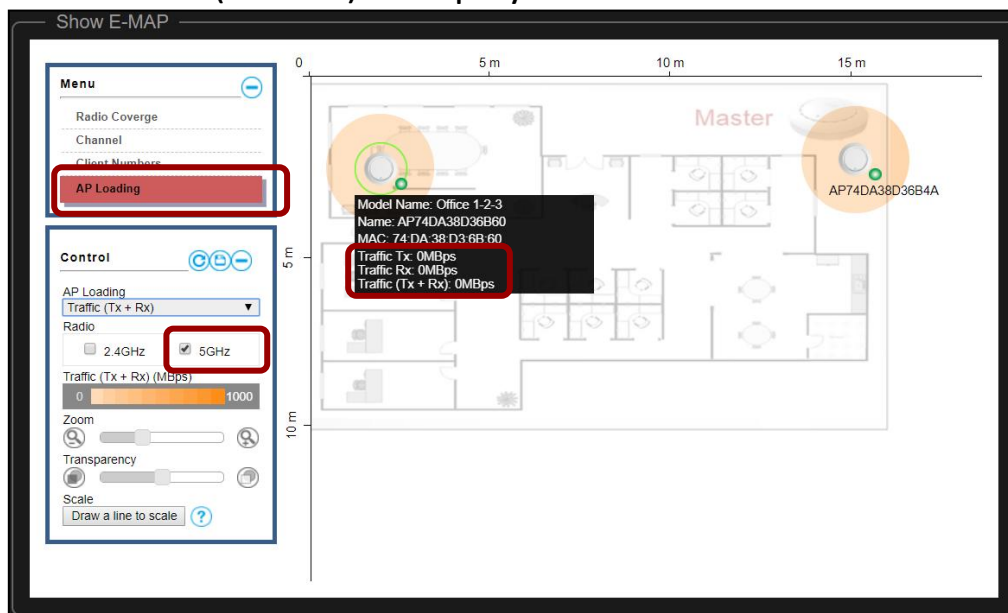 Show E-MAP
Menu
Radio Coverge
Channel
Client Numbers
AP Loading
Control
AP Loading
Traffic (Tx + Rx)
Radio
2.4GHz
5GHz
Traffic (Tx + Rx) (MBps)
0
1000
Zoom
Transparency
Scale
Draw a line to scale
?
0
5 m
10 m
15 m
5 m
10 m
Master
AP74DA38D36B4A
Model Name: Office 1-2-3
Name: AP74DA38D36B60
MAC: 74:DA:38:D3:6B:60
Traffic Tx: 0MBps
Traffic Rx: 0MBps
Traffic (Tx + Rx): 0MBps